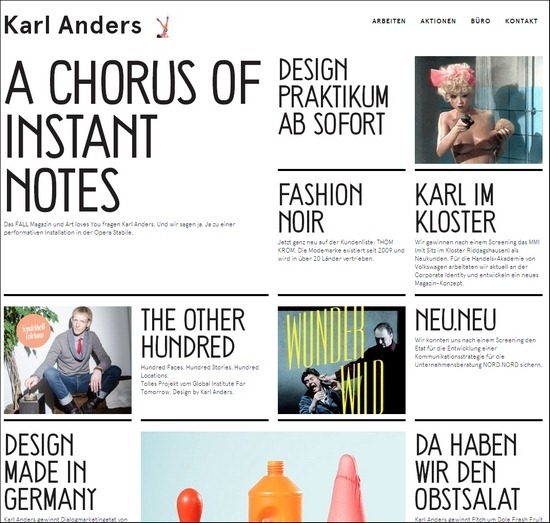 Karl Anders
ARBEITEN AKTIONEN BÜRO KONTAKT
A CHORUS OF
INSTANT
NOTES
Das FALL Magazin und Art loves You fragen Karl Anders. Und wir sagen ja. Ja zu einer
performativen Installation in der Opera Stabile.
DESIGN
PRAKTIKUM
AB SOFORT
FASHION
NOIR
Jetzt ganz neu auf der Kundenliste: THOM
KROM. Die Modemarke existiert seit 2009 und
wird in über 20 Länder vertrieben.
KARL IM
KLOSTER
Wir gewinnen nach einem Screening das MMI
(mit Sitz im Kloster Riddagshausen) als
Neukunden. Für die Handels-Akademie von
Volkswagen arbeiteten wir aktuell an der
Corporate Identity und entwickeln ein neues
Magazin-Konzept.
THE OTHER
HUNDRED
Hundred Faces. Hundred Stories. Hundred
Locations.
Tolles Projekt vom Global Institute For
Tomorrow, Design by Karl Anders.
WUNDER
WILD
NEU.NEU
Wir konnten uns nach einem Screening den
Etat für die Entwicklung einer
Kommunikationsstrategie für die
Unternehmensberatung NORD.NORD sichern.
DESIGN
MADE IN
GERMANY
Karl Anders gewinnt Dialogmarketingetat von
DA HABEN
WIR DEN
OBSTSALAT
Karl Anders gewinnt Pitch um Dole Fresh Fruit